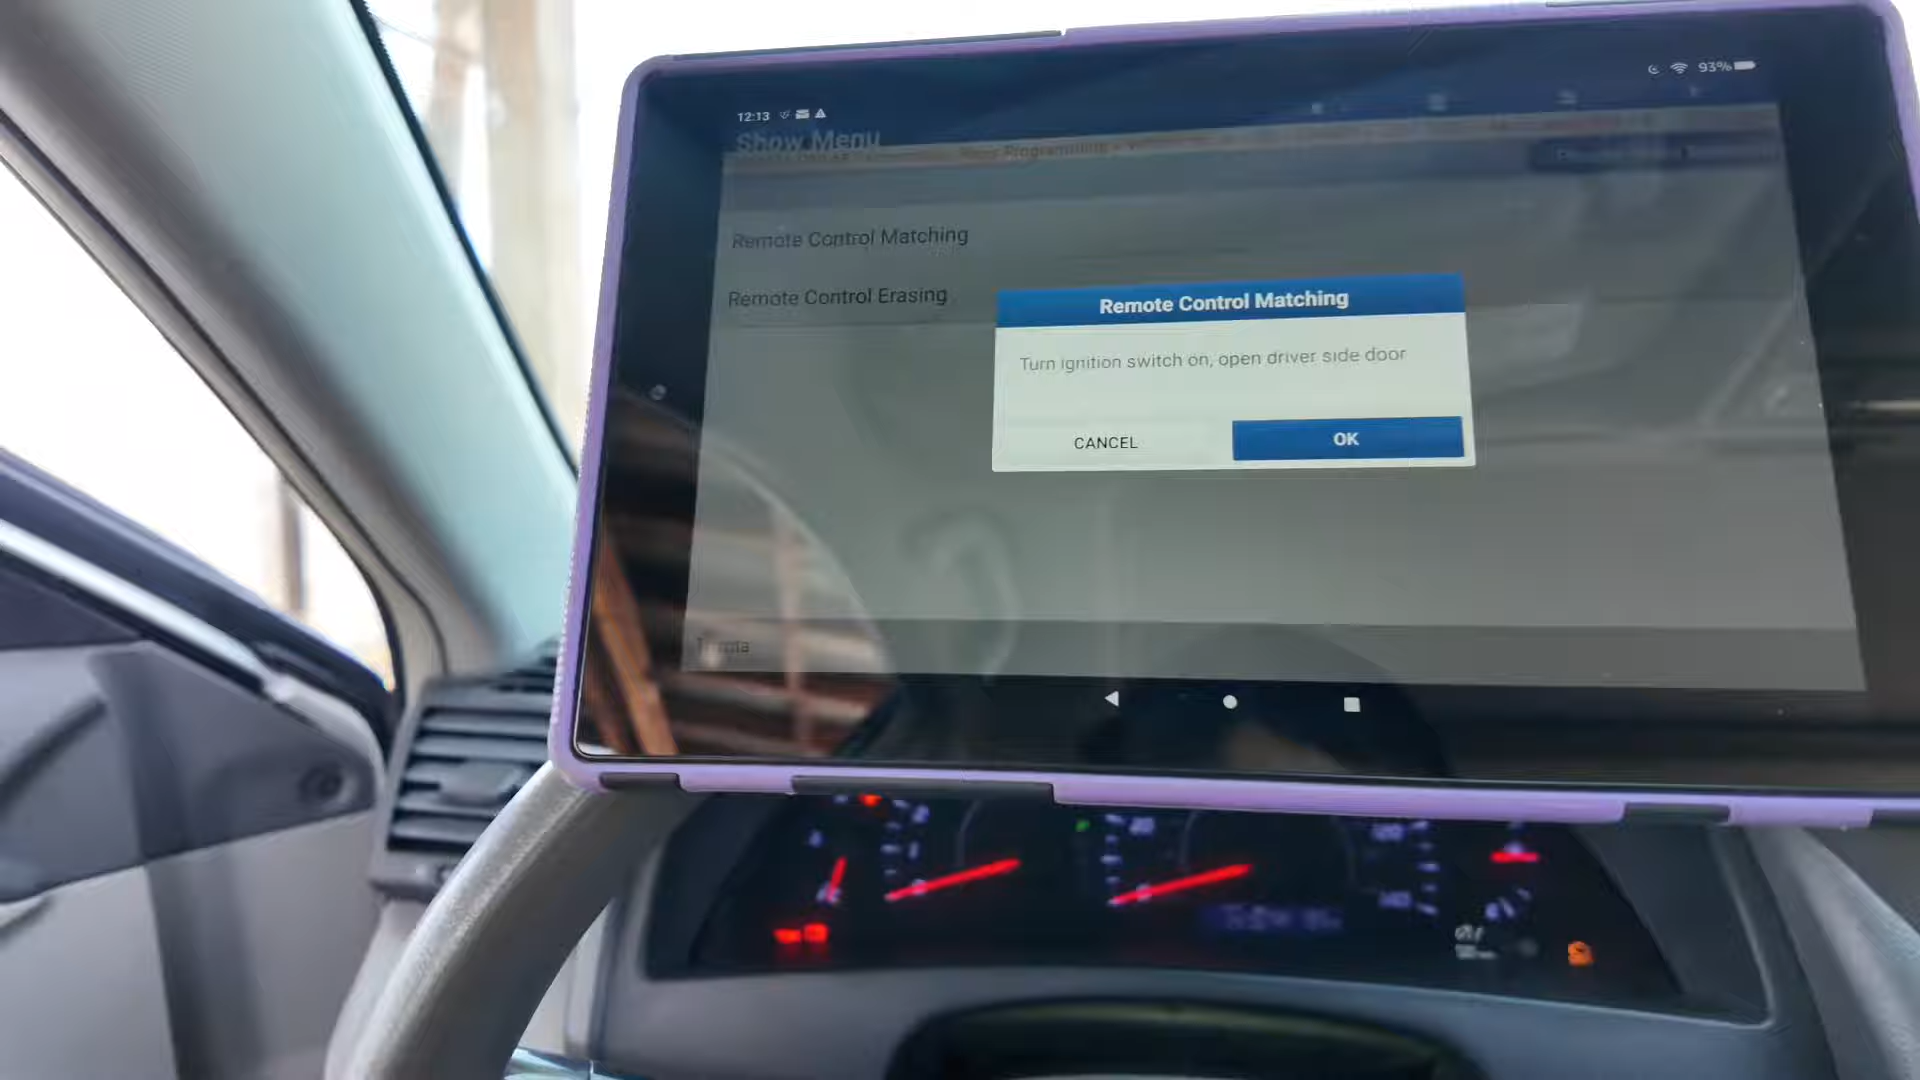 93%
12:13
Show Menu
Remote Control Matching
Remote Control Erasing
Remote Control Matching
Turn ignition switch on, open driver side door
CANCEL
OK
Toyota